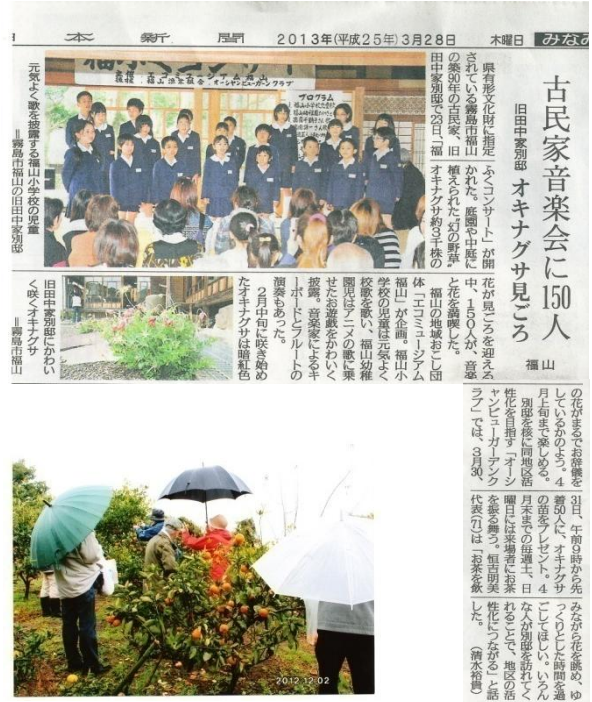 日本新聞
2013年(平成25年)3月28日
木曜日
みなみ
古民家音楽会に150人
旧田中家別邸 オキナグサ見ごろ
福山
県有形文化財に指定
されている霧島市福山
の築90年の古民家、旧
田中家別邸で23日、「福
ふくコンサート」が開
かれた。庭園や中庭に
植えられた"幻の野草"
オキナグサ約3千株の
花が見ごろを迎える
中、150人が、音楽
と花を満喫した。
福山の地域おこし団
体「エコミュージアム
福山」が企画。福山小
学校の児童は元気よく
校歌を歌い、福山幼稚
園児はアニメの歌に乗
せたお遊戯をかわいく
披露。音楽家によるキ
ーボードとフルートの
演奏もあった。
2月中旬に咲き始め
たオキナグサは暗紅色
の花がまるでお辞儀を
しているかのよう。4
月上旬まで楽しめる。
別邸を核に同地区活
性化を目指す「オーシ
ャンビューガーデンク
ラブ」では、3月30、
31日、午前9時から先
着50人に、オキナグサ
の苗をプレゼント。4
月末までの毎週土、日
曜日には来場者にお茶
を振る舞う。恒吉明美
代表(71)は「お茶を飲
みながら花を眺め、ゆ
っくりとした時間を過
ごしてほしい。いろん
な人が別邸を訪れてく
れることで、地区の活
性化につながる」と話
した。(清水裕貴)
元気よく歌を披露する福山小学校の児童
=霧島市福山の旧田中家別邸
福ふくコンサート
プログラム
旧田中家別邸にかわい
く咲くオキナグサ
=霧島市福山
2012.12.02